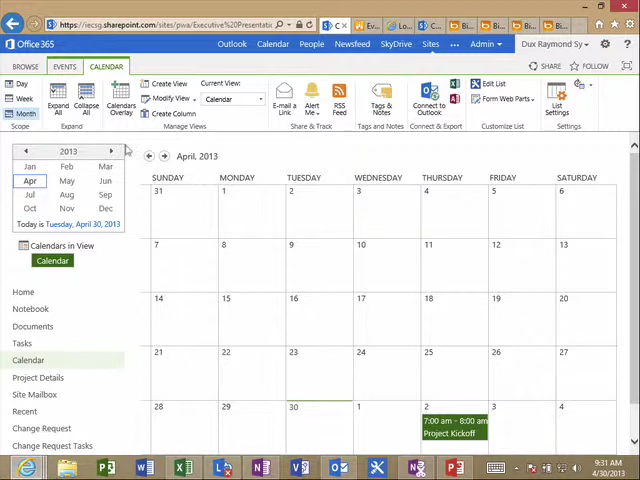 https://iecsg.sharepoint.com/sites/pwa/Executive%20Presentatic
C...
Eve...
Lo...
C...
Bi...
Bi...
Bi...
Office 365
Outlook Calendar People Newsfeed SkyDrive Sites ... Admin Dux Raymond Sy ?
BROWSE EVENTS CALENDAR SHARE FOLLOW
Day
Week
Month
Expand All
Collapse All
Expand
Calendars Overlay
Create View
Modify View
Create Column
Current View:
Calendar
Manage Views
E-mail a Link
Alert Me
RSS Feed
Tags & Notes
Tags and Notes
Connect to Outlook
Connect & Export
Edit List
Form Web Parts
Customize List
List Settings
Settings
2013
Jan Feb Mar
Apr May Jun
Jul Aug Sep
Oct Nov Dec
Today is Tuesday, April 30, 2013
Calendars in View
Calendar
Home
Notebook
Documents
Tasks
Calendar
Project Details
Site Mailbox
Recent
Change Request
Change Request Tasks
April, 2013
SUNDAY MONDAY TUESDAY WEDNESDAY THURSDAY FRIDAY SATURDAY
31 1 2 3 4 5 6
7 8 9 10 11 12 13
14 15 16 17 18 19 20
21 22 23 24 25 26 27
28 29 30 1 2 3 4
7:00 am - 8:00 am
Project Kickoff
9:31 AM
4/30/2013